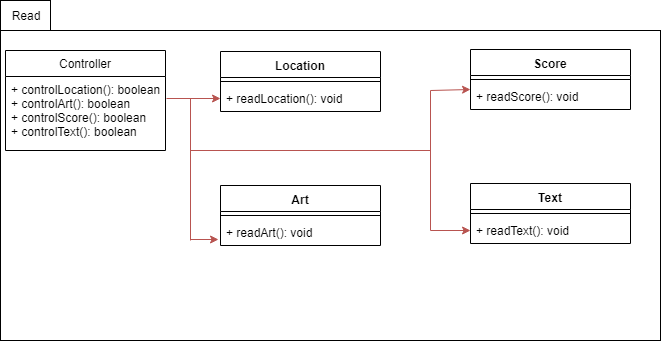 Read
Controller
+ controlLocation(): boolean
+ controlArt(): boolean
+ controlScore(): boolean
+ controlText(): boolean
Location
+ readLocation(): void
Score
+ readScore(): void
Art
+ readArt(): void
Text
+ readText(): void